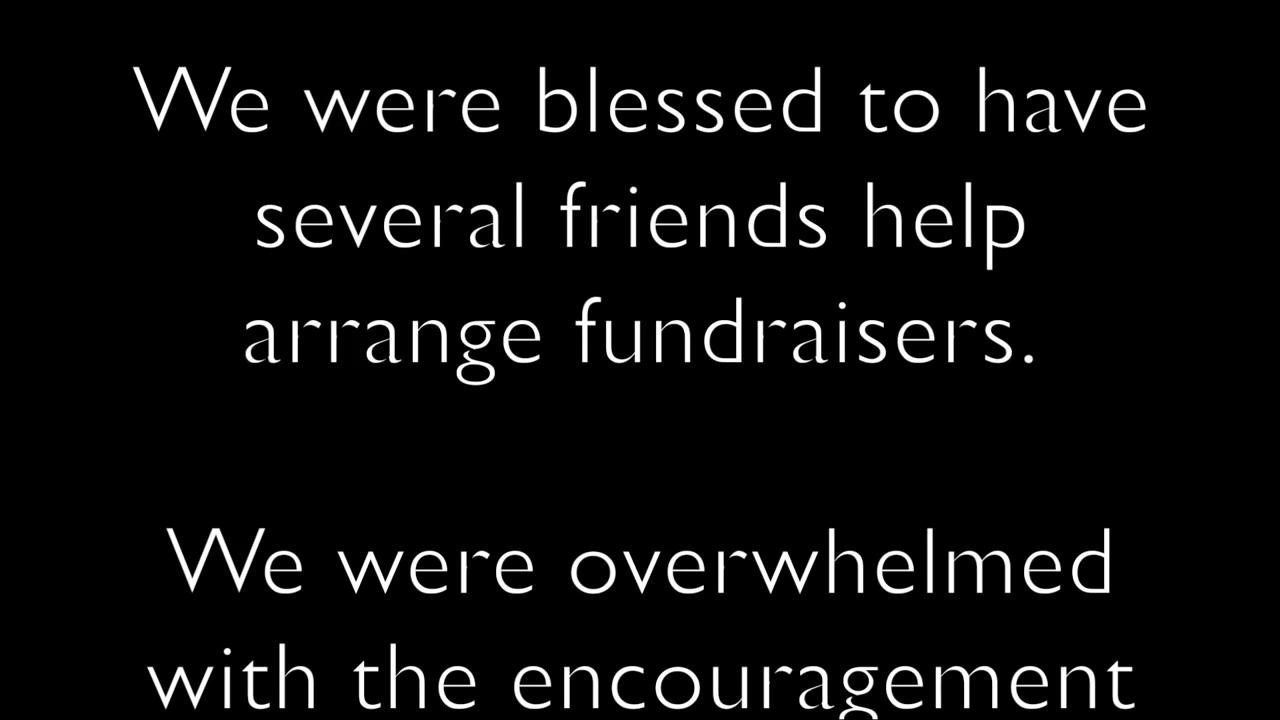 We were blessed to have
several friends help
arrange fundraisers.
We were overwhelmed
with the encouragement